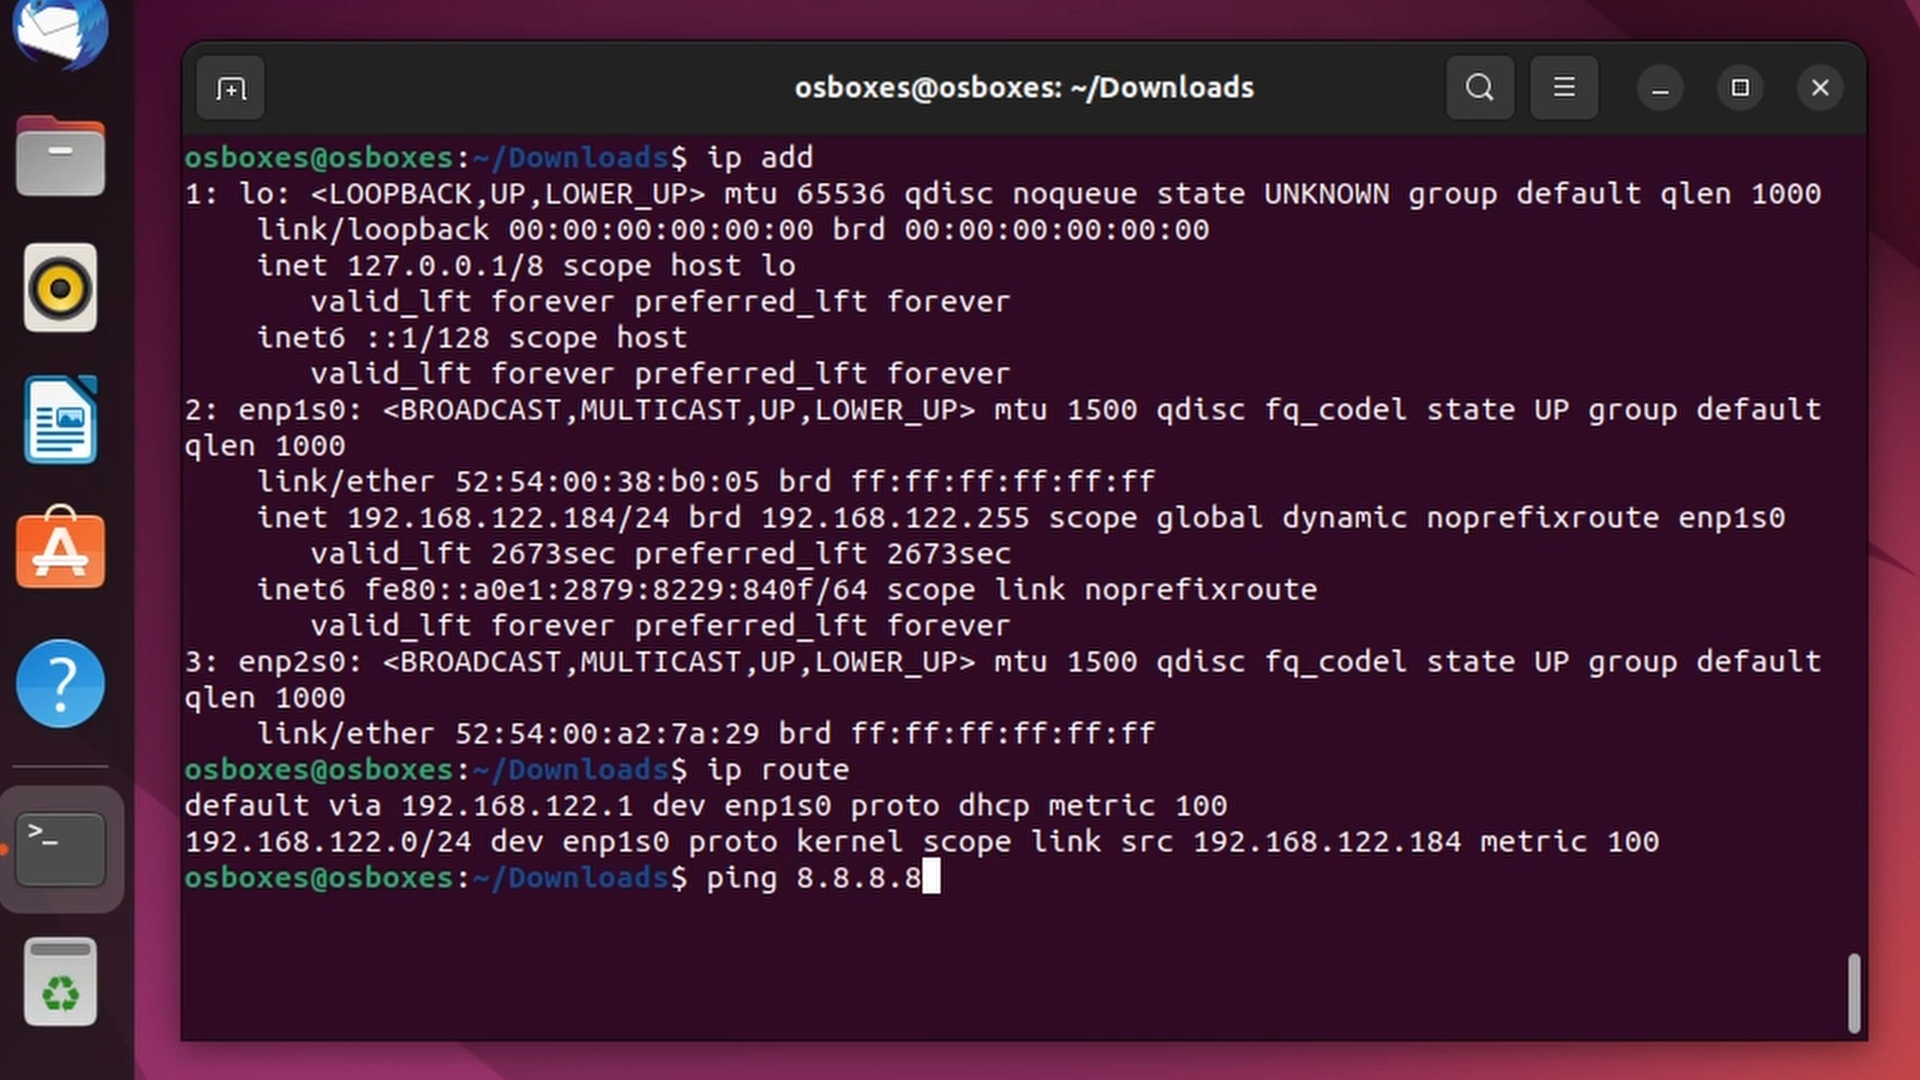 osboxes@osboxes: ~/Downloads
osboxes@osboxes:~/Downloads$ ip add
1: lo: <LOOPBACK,UP,LOWER_UP> mtu 65536 qdisc noqueue state UNKNOWN group default qlen 1000
    link/loopback 00:00:00:00:00:00 brd 00:00:00:00:00:00
    inet 127.0.0.1/8 scope host lo
       valid_lft forever preferred_lft forever
    inet6 ::1/128 scope host
       valid_lft forever preferred_lft forever
2: enp1s0: <BROADCAST,MULTICAST,UP,LOWER_UP> mtu 1500 qdisc fq_codel state UP group default
qlen 1000
    link/ether 52:54:00:38:b0:05 brd ff:ff:ff:ff:ff:ff
    inet 192.168.122.184/24 brd 192.168.122.255 scope global dynamic noprefixroute enp1s0
       valid_lft 2673sec preferred_lft 2673sec
    inet6 fe80::a0e1:2879:8229:840f/64 scope link noprefixroute
       valid_lft forever preferred_lft forever
3: enp2s0: <BROADCAST,MULTICAST,UP,LOWER_UP> mtu 1500 qdisc fq_codel state UP group default
qlen 1000
    link/ether 52:54:00:a2:7a:29 brd ff:ff:ff:ff:ff:ff
osboxes@osboxes:~/Downloads$ ip route
default via 192.168.122.1 dev enp1s0 proto dhcp metric 100
192.168.122.0/24 dev enp1s0 proto kernel scope link src 192.168.122.184 metric 100
osboxes@osboxes:~/Downloads$ ping 8.8.8.8